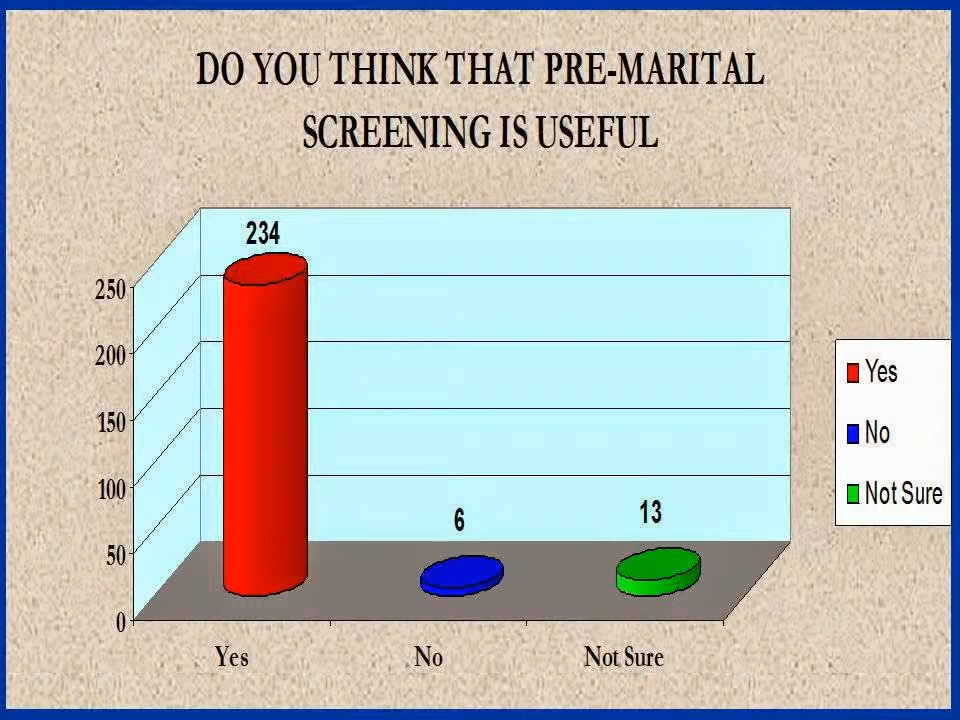 DO YOU THINK THAT PRE-MARITAL
SCREENING IS USEFUL
234
250
200
150
100
50
0
6
13
Yes
No
Not Sure
Yes
No
Not Sure